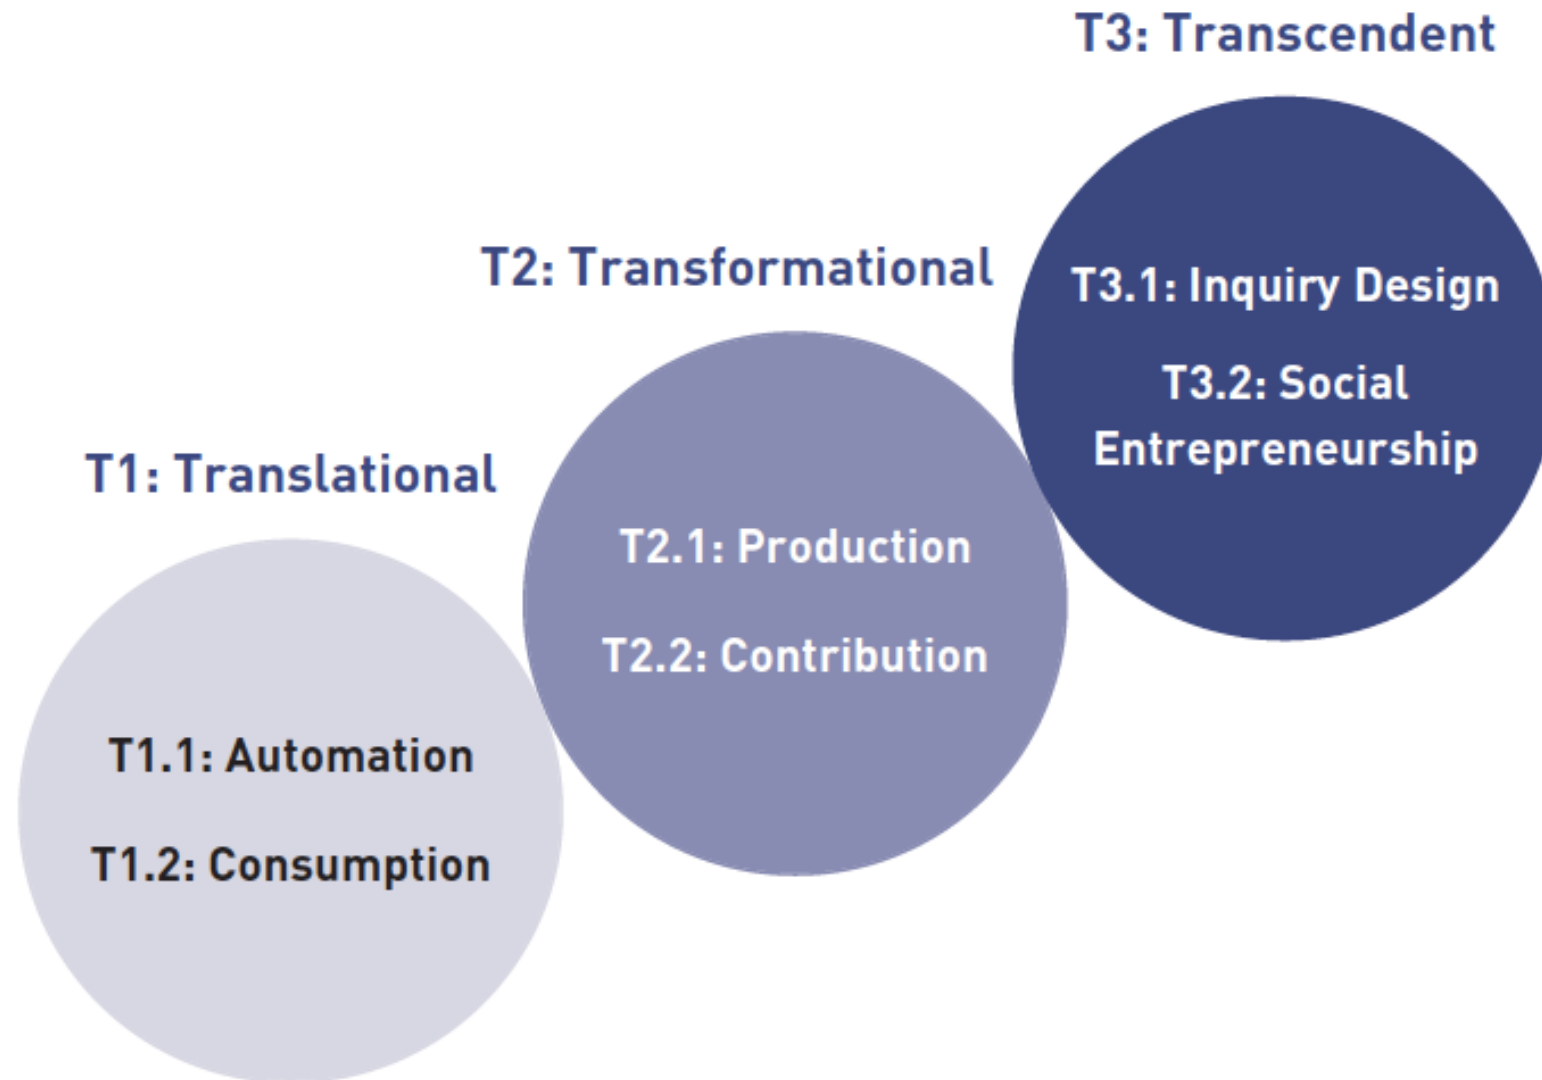 T3: Transcendent
T3.1: Inquiry Design
T3.2: Social
Entrepreneurship
T2: Transformational
T2.1: Production
T2.2: Contribution
T1: Translational
T1.1: Automation
T1.2: Consumption